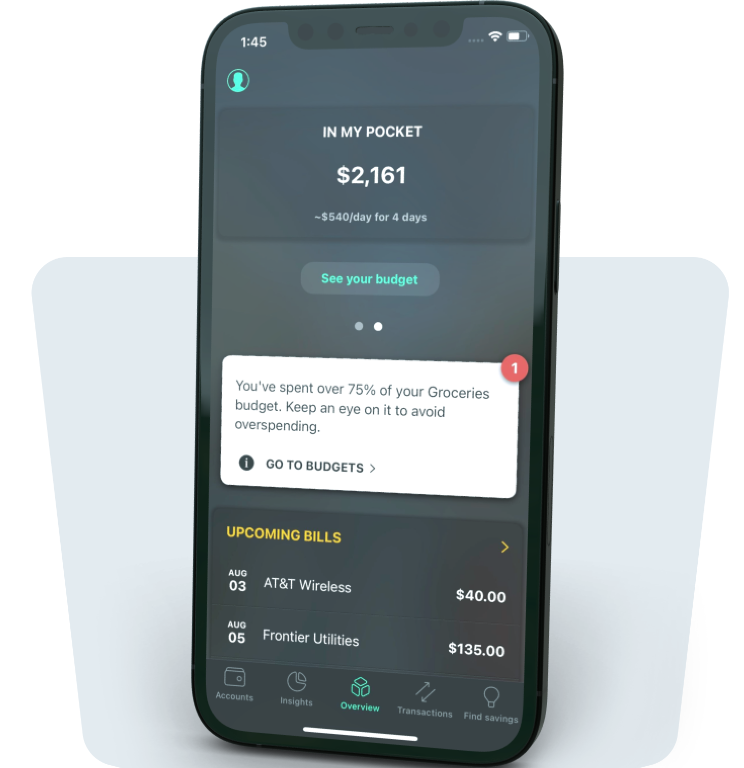 1:45
IN MY POCKET
$2,161
~$540/day for 4 days
See your budget
1
You've spent over 75% of your Groceries
budget. Keep an eye on it to avoid
overspending.
i GO TO BUDGETS >
UPCOMING BILLS >
AUG
03 AT&T Wireless $40.00
AUG
05 Frontier Utilities $135.00
Accounts Insights Overview Transactions Find savings